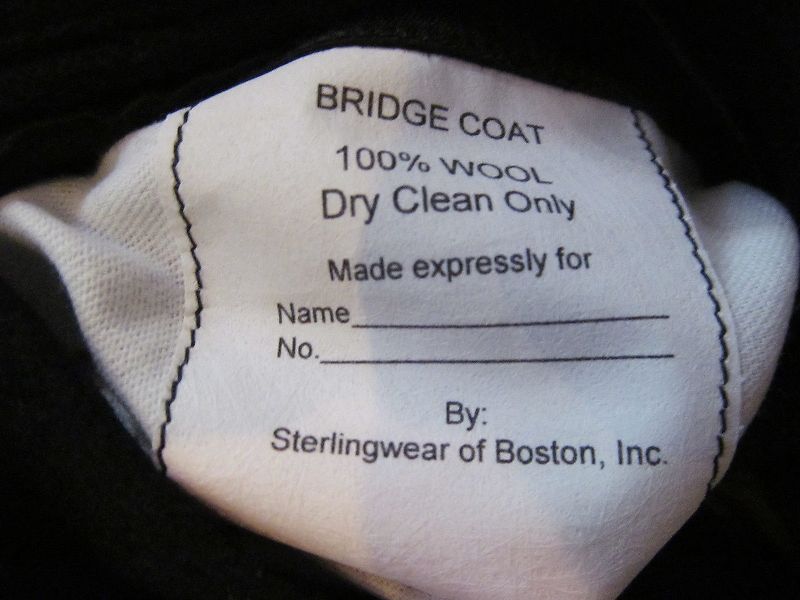 BRIDGE COAT
100% WOOL
Dry Clean Only
Made expressly for
Name
No.
By:
Sterlingwear of Boston, Inc.